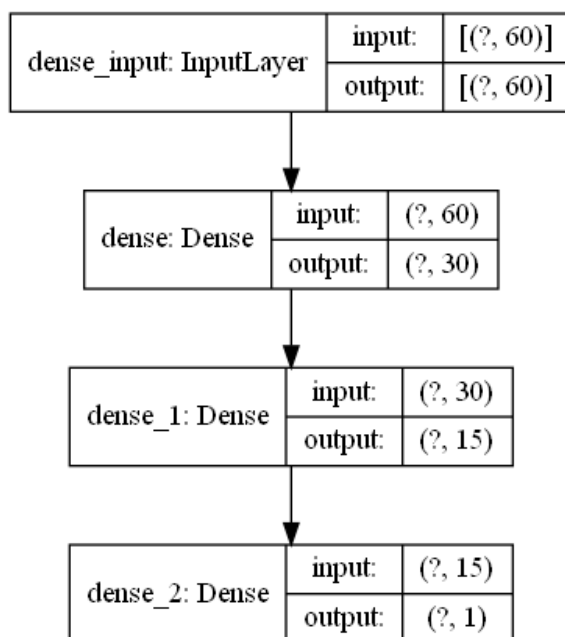 dense_input: InputLayer
input:
[(?, 60)]
output:
[(?, 60)]
dense: Dense
input:
(?, 60)
output:
(?, 30)
dense_1: Dense
input:
(?, 30)
output:
(?, 15)
dense_2: Dense
input:
(?, 15)
output:
(?, 1)